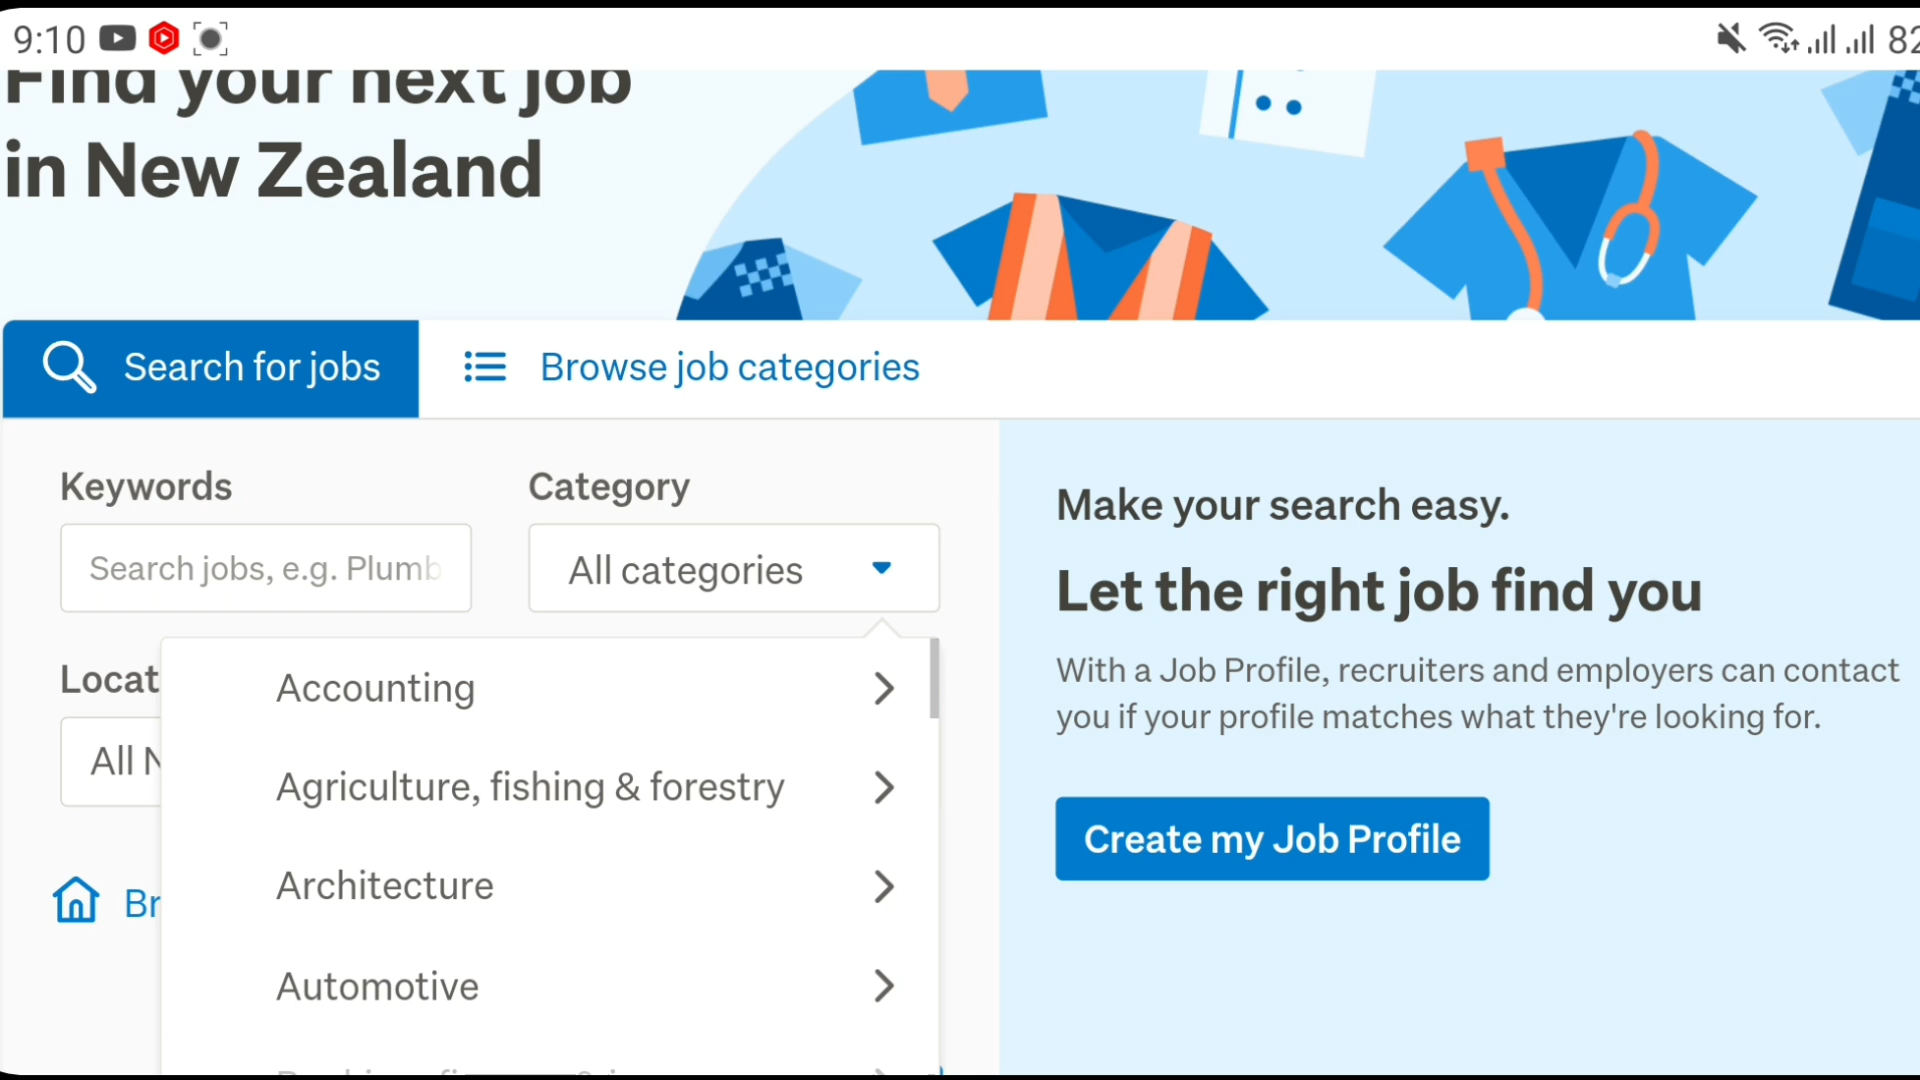 9:10
82
Find your next job
in New Zealand
Search for jobs
Browse job categories
Keywords
Category
Search jobs, e.g. Plumb
All categories
Locat
All N
Br
Accounting
Agriculture, fishing & forestry
Architecture
Automotive
Make your search easy.
Let the right job find you
With a Job Profile, recruiters and employers can contact
you if your profile matches what they're looking for.
Create my Job Profile